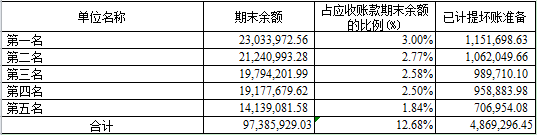 单位名称 期末余额 占应收账款期末余额的比例(%) 已计提坏账准备
第一名 23,033,972.56 3.00% 1,151,698.63
第二名 21,240,993.28 2.77% 1,062,049.66
第三名 19,794,201.99 2.58% 989,710.10
第四名 19,177,679.62 2.50% 958,883.98
第五名 14,139,081.58 1.84% 706,954.08
合计 97,385,929.03 12.68% 4,869,296.45